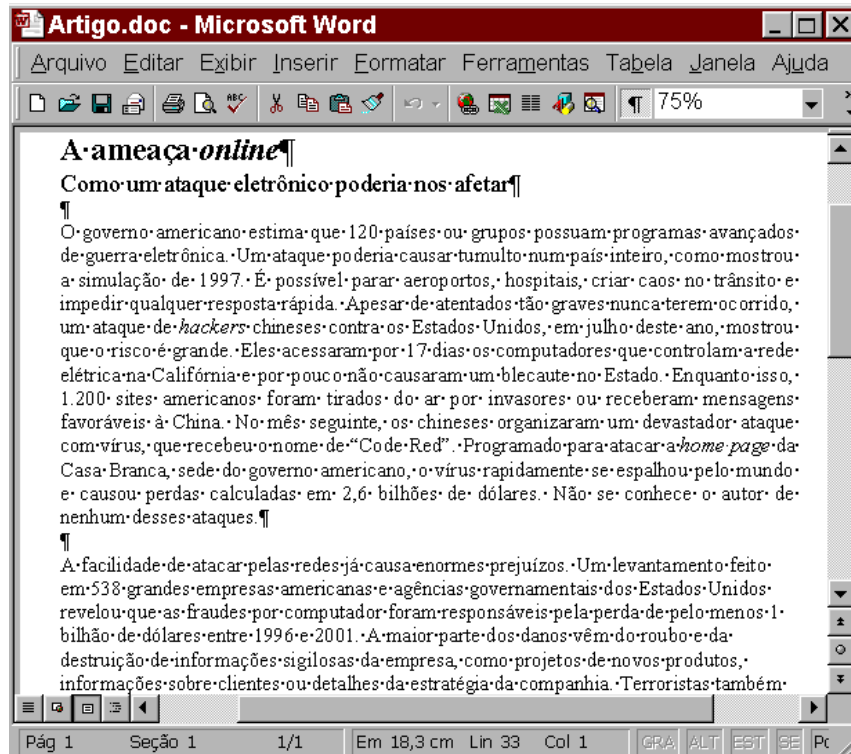 Artigo.doc - Microsoft Word
Arquivo Editar Exibir Inserir Formatar Ferramentas Tabela Janela Ajuda
ABC ¶ 75%
A·ameaça·online¶
Como·um·ataque·eletrônico·poderia·nos·afetar¶
¶
O·governo·americano·estima·que·120·países·ou·grupos·possuam·programas·avançados·
de·guerra·eletrônica.·Um·ataque·poderia·causar·tumulto·num·país·inteiro,·como·mostrou·
a·simulação·de·1997.·É·possível·parar·aeroportos,·hospitais,·criar·caos·no·trânsito·e·
impedir·qualquer·resposta·rápida.·Apesar·de·atentados·tão·graves·nunca·terem·ocorrido,·
um·ataque·de·hackers·chineses·contra·os·Estados·Unidos,·em·julho·deste·ano,·mostrou·
que·o·risco·é·grande.·Eles·acessaram·por·17·dias·os·computadores·que·controlam·a·rede·
elétrica·na·Califórnia·e·por·pouco·não·causaram·um·blecaute·no·Estado.·Enquanto·isso,·
1.200·sites·americanos·foram·tirados·do·ar·por·invasores·ou·receberam·mensagens·
favoráveis·à·China.·No·mês·seguinte,·os·chineses·organizaram·um·devastador·ataque·
com·vírus,·que·recebeu·o·nome·de·“Code·Red”.·Programado·para·atacar·a·home·page·da·
Casa·Branca,·sede·do·governo·americano,·o·vírus·rapidamente·se·espalhou·pelo·mundo·
e·causou·perdas·calculadas·em·2,6·bilhões·de·dólares.·Não·se·conhece·o·autor·de·
nenhum·desses·ataques.¶
¶
A·facilidade·de·atacar·pelas·redes·já·causa·enormes·prejuízos.·Um·levantamento·feito·
em·538·grandes·empresas·americanas·e·agências·governamentais·dos·Estados·Unidos·
revelou·que·as·fraudes·por·computador·foram·responsáveis·pela·perda·de·pelo·menos·1·
bilhão·de·dólares·entre·1996·e·2001.·A·maior·parte·dos·danos·vêm·do·roubo·e·da·
destruição·de·informações·sigilosas·da·empresa,·como·projetos·de·novos·produtos,·
informações·sobre·clientes·ou·detalhes·da·estratégia·da·companhia.·Terroristas·também·
Pág 1 Seção 1 1/1 Em 18,3 cm Lin 33 Col 1 GRA ALT EST SE Po